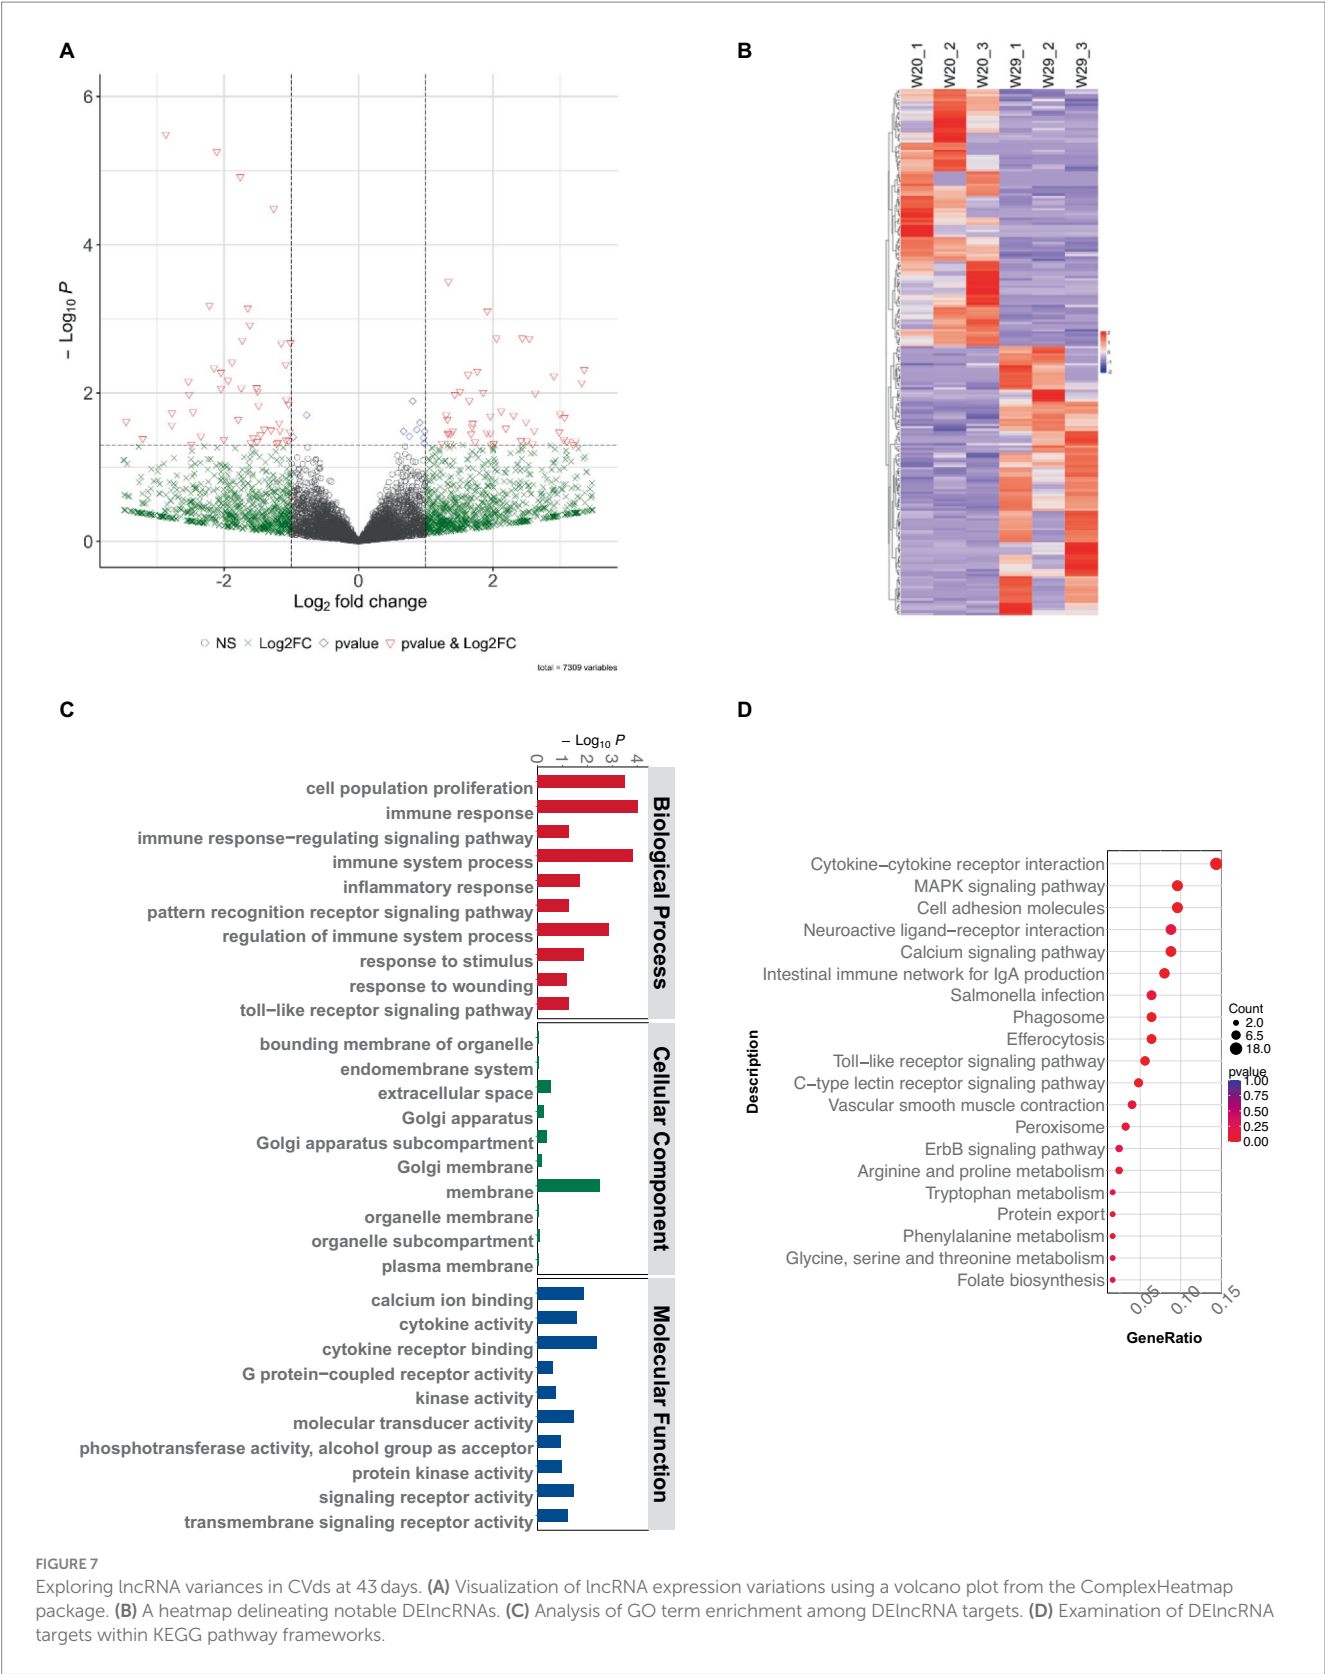 A
B
W20_1
W20_2
W20_3
W29_1
W29_2
W29_3
6
4
2
0
− Log10 P
-2
0
2
Log2 fold change
NS
Log2FC
pvalue
pvalue & Log2FC
total = 7309 variables
2
1
0
-1
-2
C
D
− Log10 P
0
1
2
3
4
cell population proliferation
immune response
immune response−regulating signaling pathway
immune system process
inflammatory response
pattern recognition receptor signaling pathway
regulation of immune system process
response to stimulus
response to wounding
toll−like receptor signaling pathway
Biological Process
bounding membrane of organelle
endomembrane system
extracellular space
Golgi apparatus
Golgi apparatus subcompartment
Golgi membrane
membrane
organelle membrane
organelle subcompartment
plasma membrane
Cellular Component
calcium ion binding
cytokine activity
cytokine receptor binding
G protein−coupled receptor activity
kinase activity
molecular transducer activity
phosphotransferase activity, alcohol group as acceptor
protein kinase activity
signaling receptor activity
transmembrane signaling receptor activity
Molecular Function
Description
Cytokine−cytokine receptor interaction
MAPK signaling pathway
Cell adhesion molecules
Neuroactive ligand−receptor interaction
Calcium signaling pathway
Intestinal immune network for IgA production
Salmonella infection
Phagosome
Efferocytosis
Toll−like receptor signaling pathway
C−type lectin receptor signaling pathway
Vascular smooth muscle contraction
Peroxisome
ErbB signaling pathway
Arginine and proline metabolism
Tryptophan metabolism
Protein export
Phenylalanine metabolism
Glycine, serine and threonine metabolism
Folate biosynthesis
0.05
0.10
0.15
GeneRatio
Count
2.0
6.5
18.0
pvalue
1.00
0.75
0.50
0.25
0.00
FIGURE 7
Exploring lncRNA variances in CVds at 43 days. (A) Visualization of lncRNA expression variations using a volcano plot from the ComplexHeatmap
package. (B) A heatmap delineating notable DElncRNAs. (C) Analysis of GO term enrichment among DElncRNA targets. (D) Examination of DElncRNA
targets within KEGG pathway frameworks.